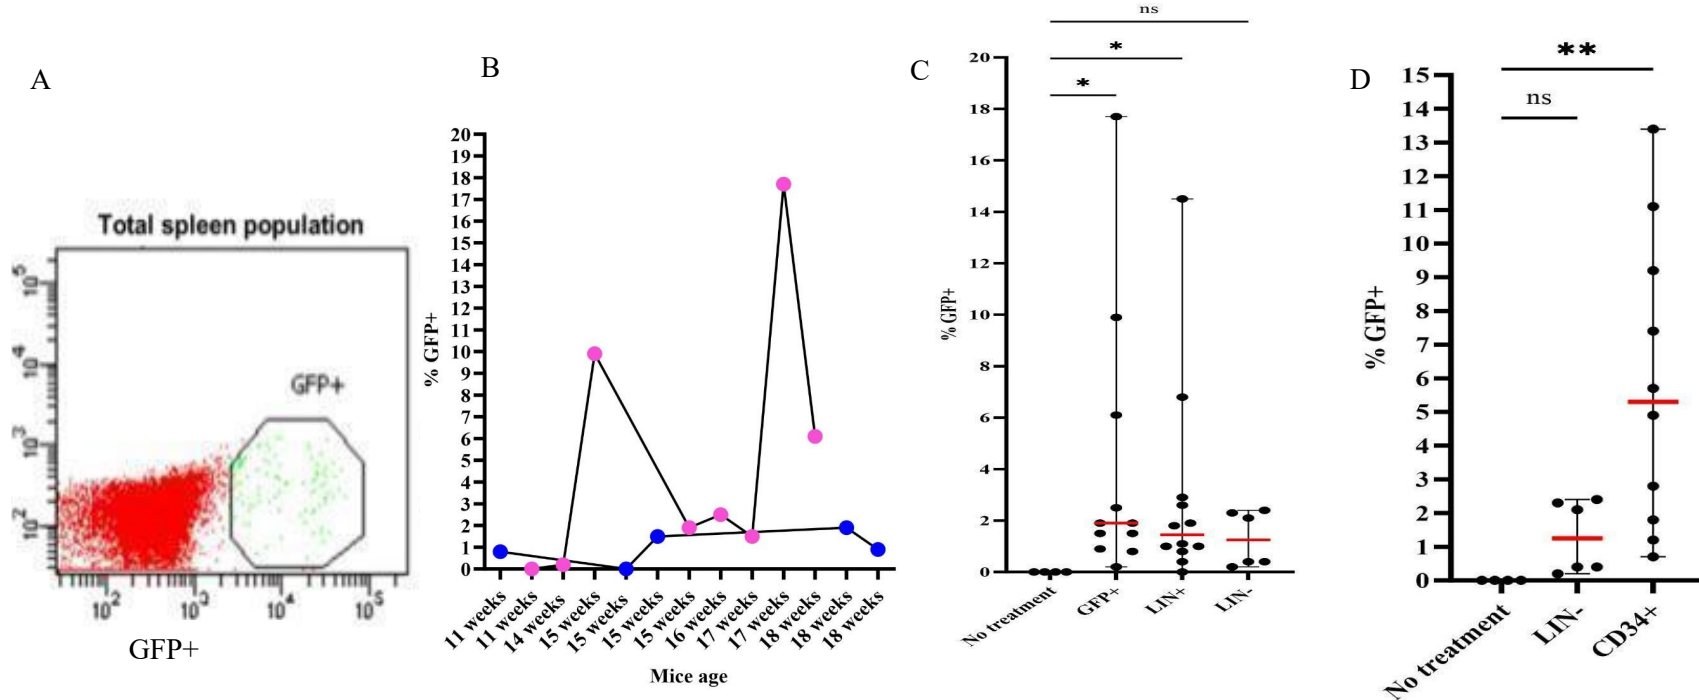 A
Total spleen population
10^5
10^4
10^3
10^2
GFP+
10^2 10^3 10^4 10^5
GFP+
B
20
19
18
17
16
15
14
13
12
11
10
9
8
7
6
5
4
3
2
1
0
% GFP+
11 weeks
11 weeks
14 weeks
15 weeks
15 weeks
15 weeks
15 weeks
16 weeks
17 weeks
17 weeks
18 weeks
18 weeks
18 weeks
Mice age
C
ns
*
*
20
18
16
14
12
10
8
6
4
2
0
% GFP+
No treatment
GFP+
LIN+
LIN-
D
**
ns
15
14
13
12
11
10
9
8
7
6
5
4
3
2
1
0
% GFP+
No treatment
LIN-
CD34+